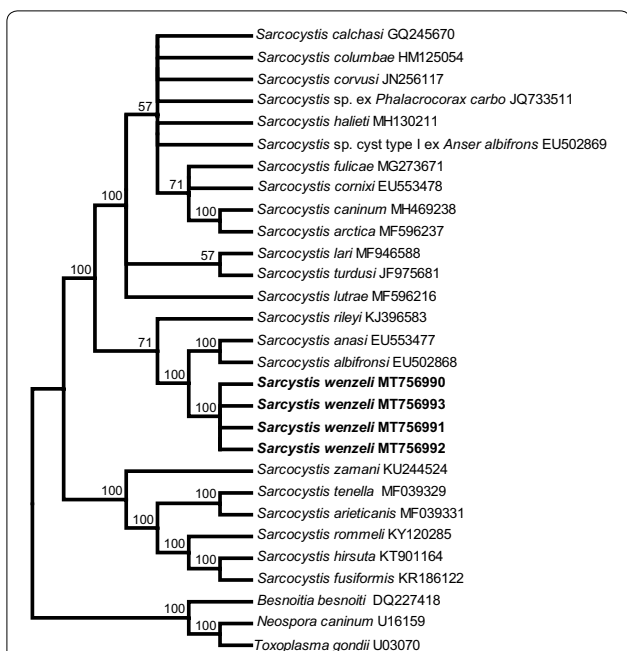 Sarcocystis calchasi GQ245670
Sarcocystis columbae HM125054
Sarcocystis corvusi JN256117
57
Sarcocystis sp. ex Phalacrocorax carbo JQ733511
Sarcocystis halieti MH130211
Sarcocystis sp. cyst type I ex Anser albifrons EU502869
Sarcocystis fulicae MG273671
71
Sarcocystis cornixi EU553478
100
Sarcocystis caninum MH469238
100
Sarcocystis arctica MF596237
Sarcocystis lari MF946588
57
100
Sarcocystis turdusi JF975681
Sarcocystis lutrae MF596216
Sarcocystis rileyi KJ396583
71
100
Sarcocystis anasi EU553477
Sarcocystis albifronsi EU502868
100
Sarcystis wenzeli MT756990
Sarcystis wenzeli MT756993
100
Sarcystis wenzeli MT756991
Sarcystis wenzeli MT756992
Sarcocystis zamani KU244524
100
100
Sarcocystis tenella MF039329
Sarcocystis arieticanis MF039331
100
Sarcocystis rommeli KY120285
100
Sarcocystis hirsuta KT901164
100
Sarcocystis fusiformis KR186122
Besnoitia besnoiti DQ227418
100
Neospora caninum U16159
100
Toxoplasma gondii U03070